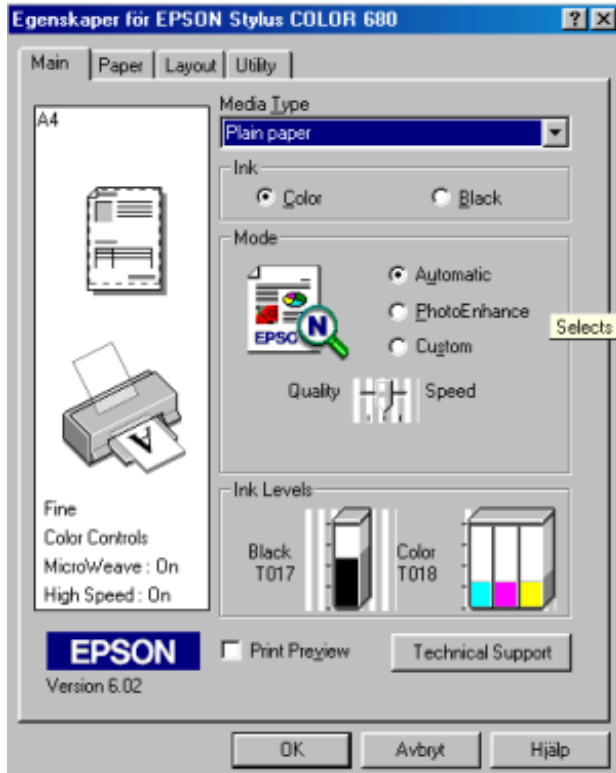 Egenskaper för EPSON Stylus COLOR 680
Main Paper Layout Utility
A4
Media Type
Plain paper
Ink
Color Black
Mode
EPSON
N
Automatic
PhotoEnhance
Custom
Selects
Quality Speed
A
Fine
Color Controls
MicroWeave : On
High Speed : On
Ink Levels
Black
T017
Color
T018
EPSON
Version 6.02
Print Preview
Technical Support
OK Avbryt Hjälp